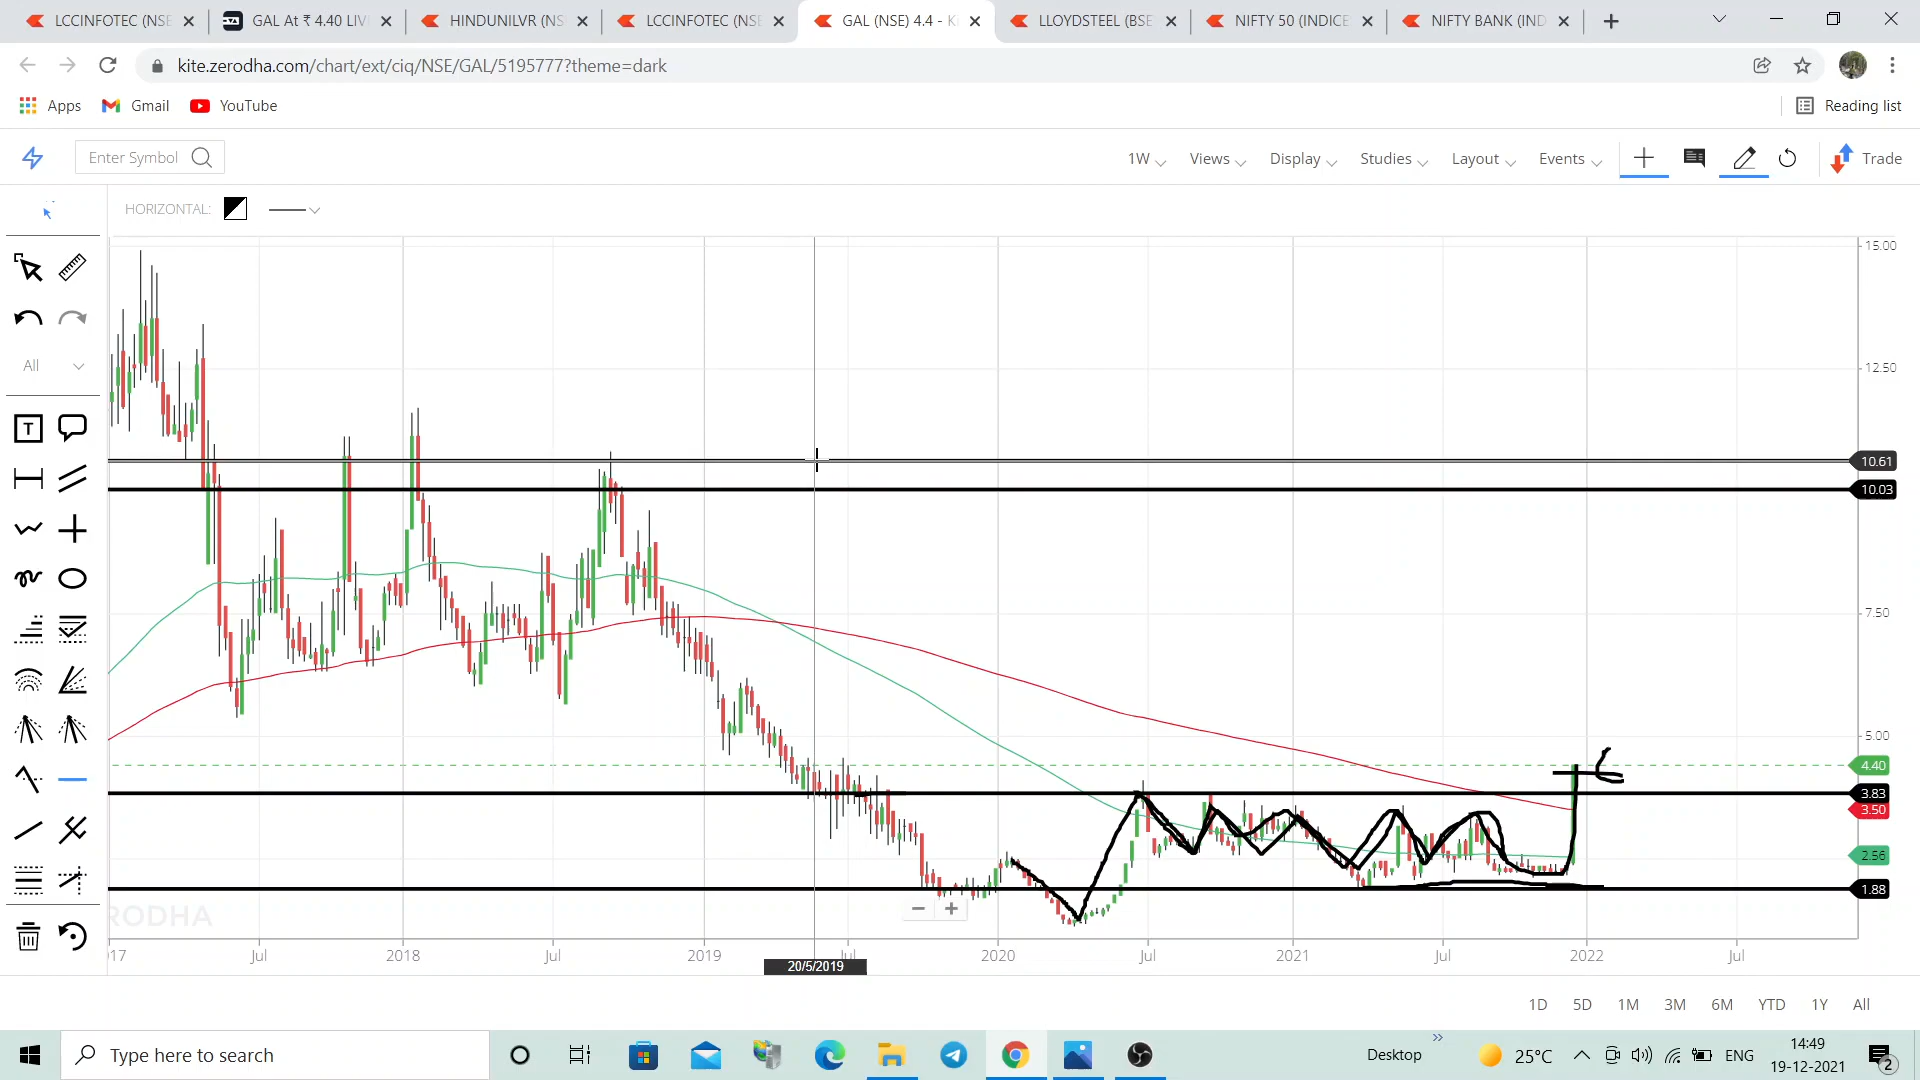 LCCINFOTEC (NSE
GAL At ₹ 4.40 LIV
HINDUNILVR (NS
LCCINFOTEC (NSE
GAL (NSE) 4.4 - K
LLOYDSTEEL (BSE
NIFTY 50 (INDICE
NIFTY BANK (IND
kite.zerodha.com/chart/ext/ciq/NSE/GAL/5195777?theme=dark
Apps
Gmail
YouTube
Reading list
Enter Symbol
1W
Views
Display
Studies
Layout
Events
Trade
HORIZONTAL:
All
T
15.00
12.50
10.61
10.03
7.50
5.00
4.40
3.83
3.50
2.56
1.88
RODHA
17
Jul
2018
Jul
2019
Jul
2020
Jul
2021
Jul
2022
Jul
20/5/2019
1D
5D
1M
3M
6M
YTD
1Y
All
Type here to search
Desktop
25°C
ENG
14:49
19-12-2021
2